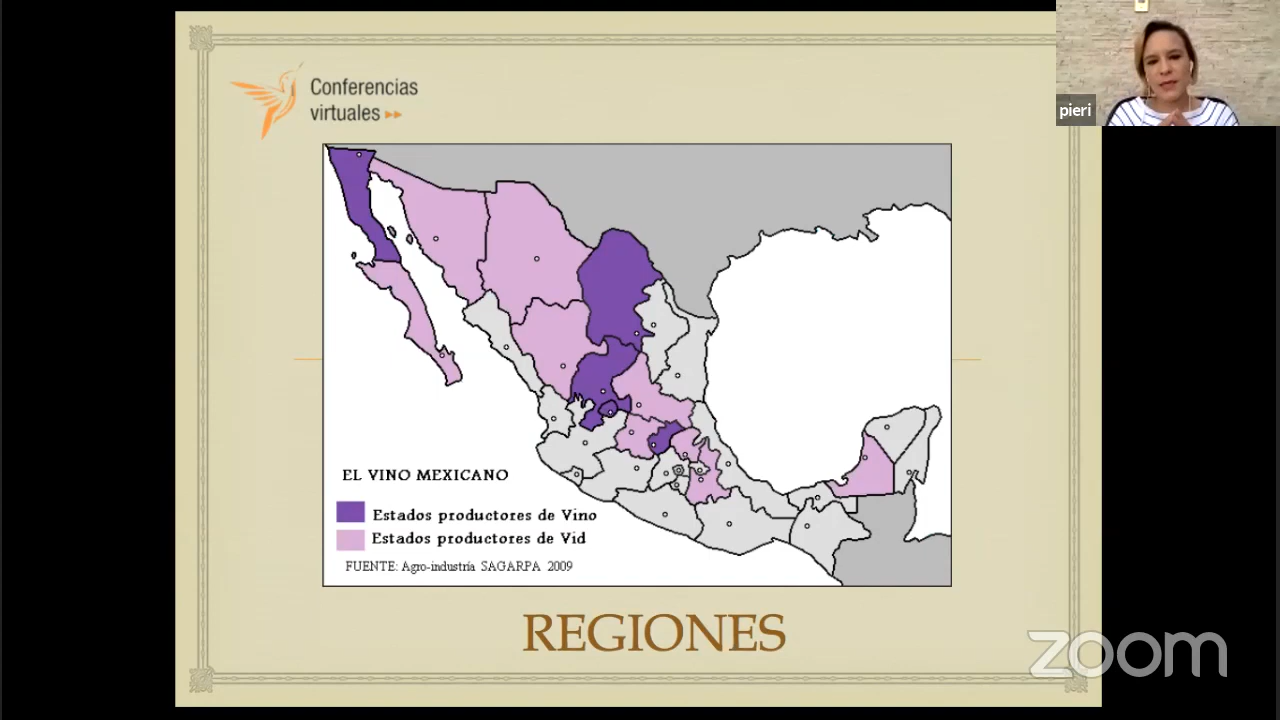 Conferencias
virtuales
pieri
EL VINO MEXICANO
Estados productores de Vino
Estados productores de Vid
FUENTE: Agro-industría SAGARPA 2009
REGIONES
zoom